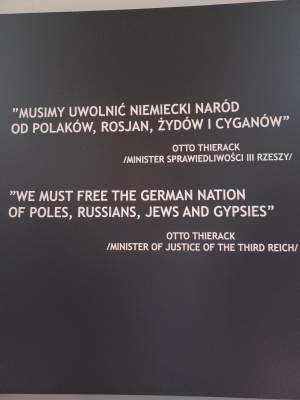 "MUSIMY UWOLNIĆ NIEMIECKI NARÓD
OD POLAKÓW, ROSJAN, ŻYDÓW I CYGANÓW"
OTTO THIERACK
/MINISTER SPRAWIEDLIWOŚCI III RZESZY/
"WE MUST FREE THE GERMAN NATION
OF POLES, RUSSIANS, JEWS AND GYPSIES"
OTTO THIERACK
/MINISTER OF JUSTICE OF THE THIRD REICH/